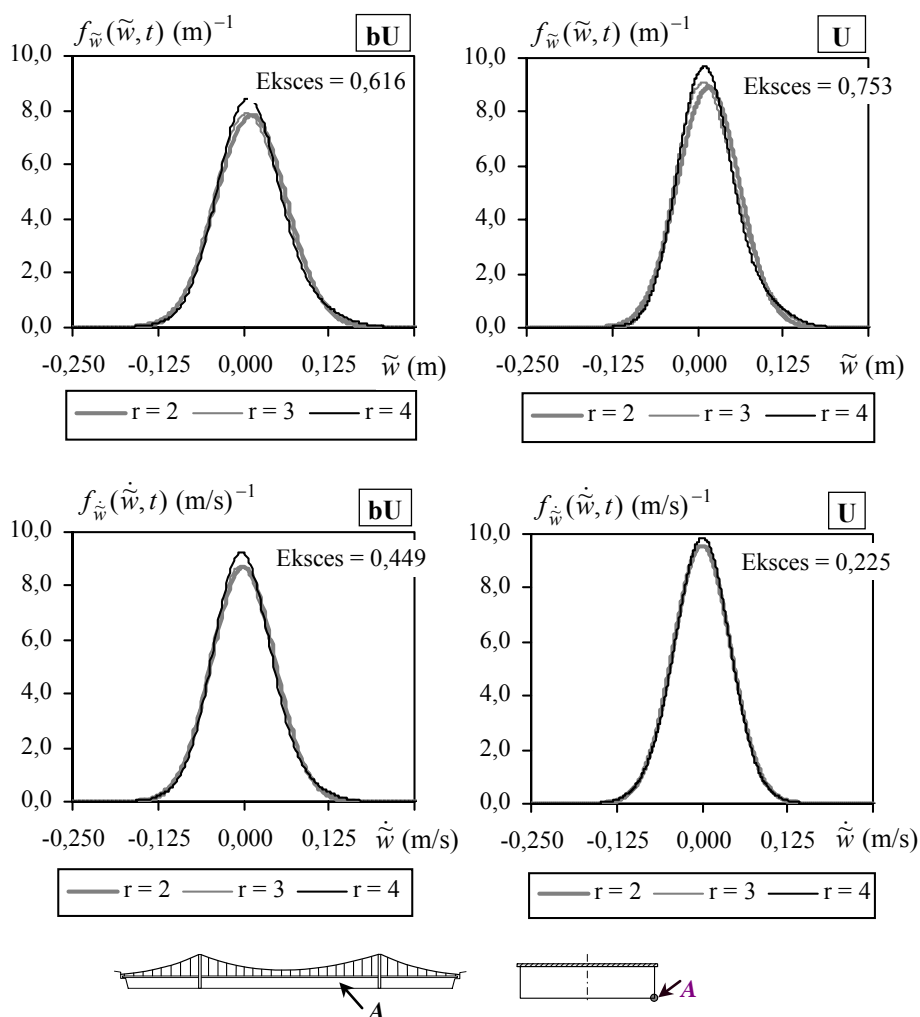 f_w̃(w̃, t) (m)⁻¹ bU
10,0
8,0
6,0
4,0
2,0
0,0
Eksces = 0,616
-0,250 -0,125 0,000 0,125 w̃ (m)
r = 2 r = 3 r = 4
f_w̃(w̃, t) (m)⁻¹ U
10,0
8,0
6,0
4,0
2,0
0,0
Eksces = 0,753
-0,250 -0,125 0,000 0,125 w̃ (m)
r = 2 r = 3 r = 4
f_w̃̇(w̃̇, t) (m/s)⁻¹ bU
10,0
8,0
6,0
4,0
2,0
0,0
Eksces = 0,449
-0,250 -0,125 0,000 0,125 w̃̇ (m/s)
r = 2 r = 3 r = 4
f_w̃̇(w̃̇, t) (m/s)⁻¹ U
10,0
8,0
6,0
4,0
2,0
0,0
Eksces = 0,225
-0,250 -0,125 0,000 0,125 w̃̇ (m/s)
r = 2 r = 3 r = 4
A
A